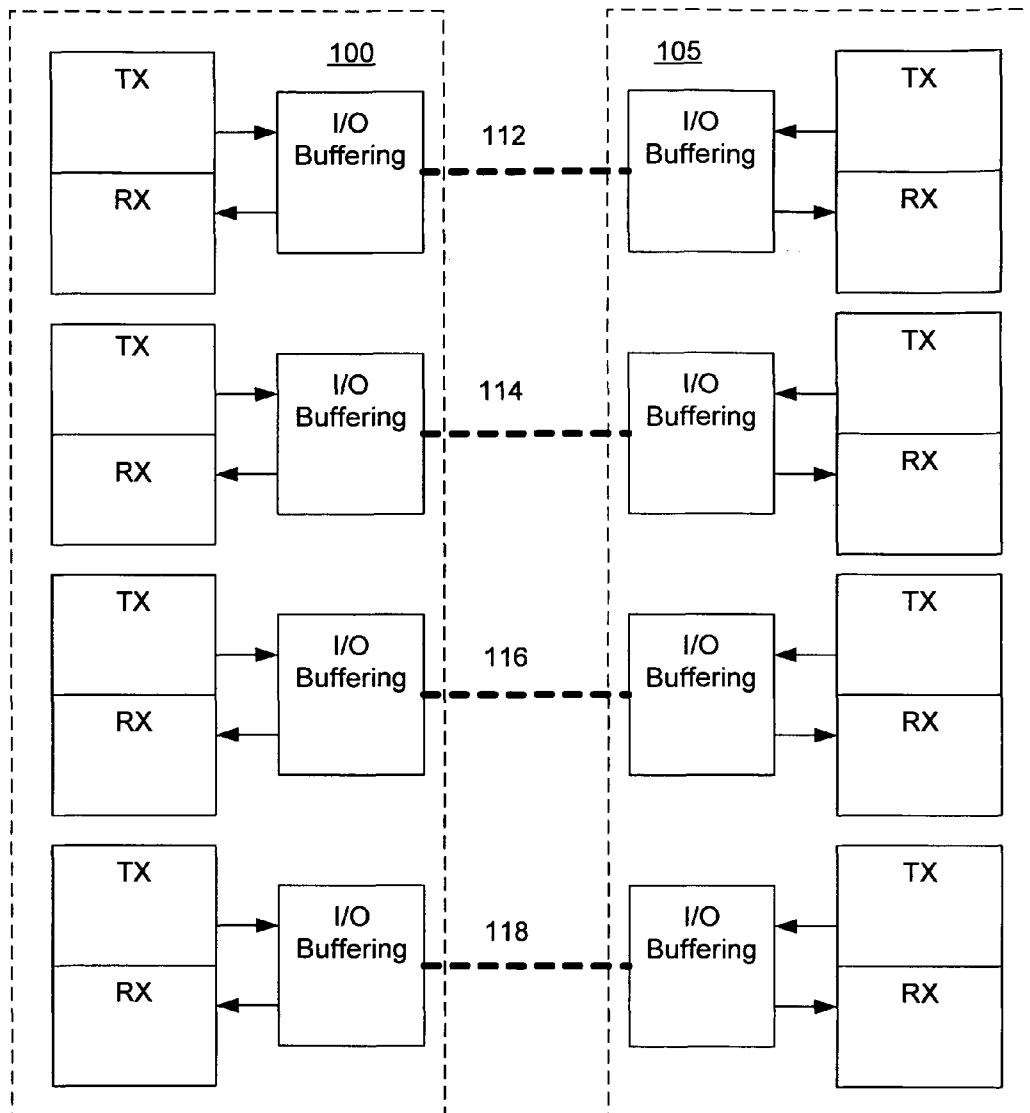 100
105
TX
I/O
Buffering
RX
112
I/O
Buffering
TX
RX
TX
I/O
Buffering
RX
114
I/O
Buffering
TX
RX
TX
I/O
Buffering
RX
116
I/O
Buffering
TX
RX
TX
I/O
Buffering
RX
118
I/O
Buffering
TX
RX